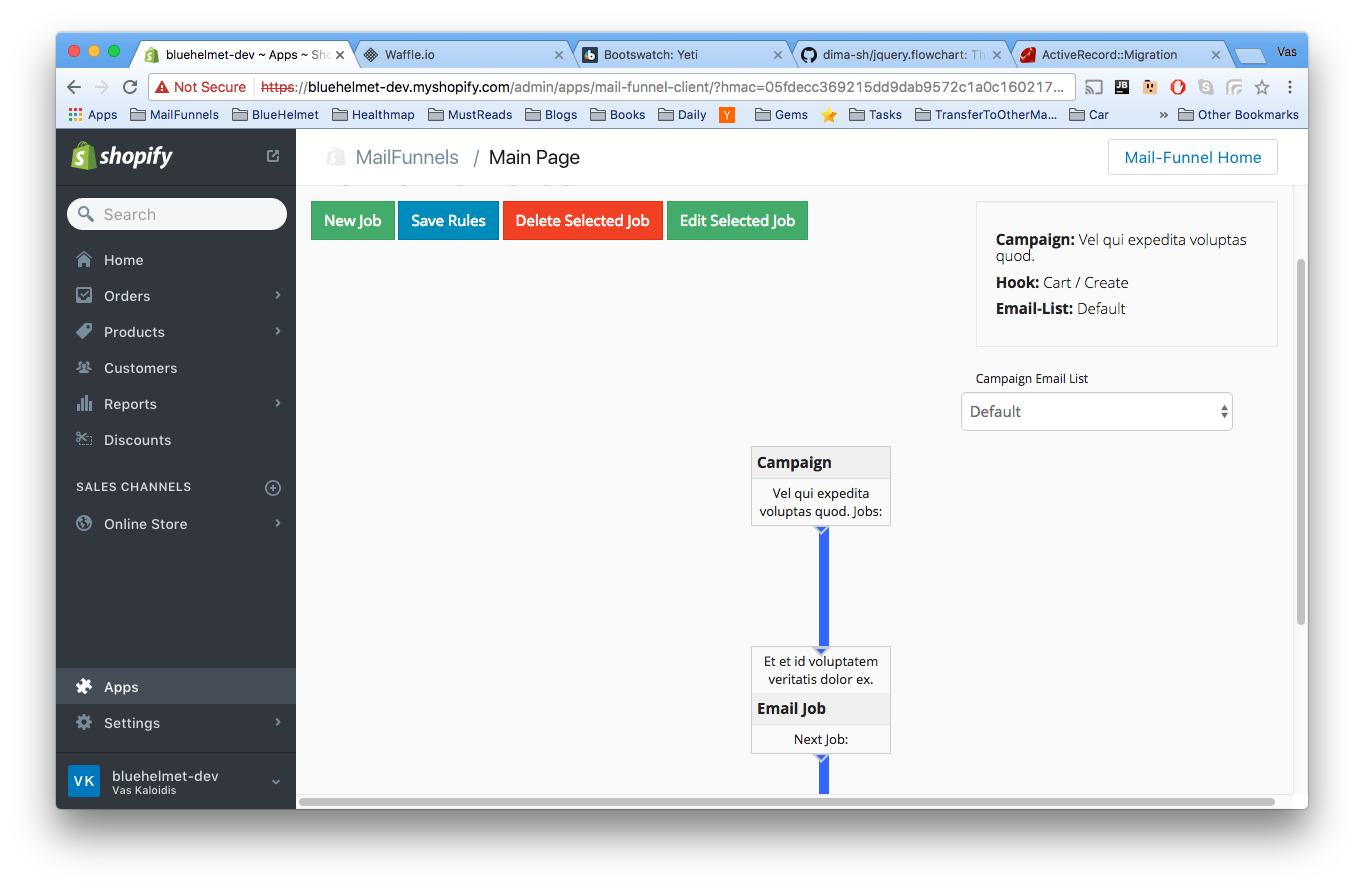 bluehelmet-dev ~ Apps ~ Sho
Waffle.io
Bootswatch: Yeti
dima-sh/jquery.flowchart: Th
ActiveRecord::Migration
Vas
Not Secure
https://bluehelmet-dev.myshopify.com/admin/apps/mail-funnel-client/?hmac=05fdecc369215dd9dab9572c1a0c160217...
JB
Apps
MailFunnels
BlueHelmet
Healthmap
MustReads
Blogs
Books
Daily
Y
Gems
Tasks
TransferToOtherMa...
Car
»
Other Bookmarks
shopify
MailFunnels / Main Page
Mail-Funnel Home
Search
Home
Orders
Products
Customers
Reports
Discounts
SALES CHANNELS
Online Store
Apps
Settings
VK
bluehelmet-dev
Vas Kaloidis
New Job
Save Rules
Delete Selected Job
Edit Selected Job
Campaign: Vel qui expedita voluptas
quod.
Hook: Cart / Create
Email-List: Default
Campaign Email List
Default
Campaign
Vel qui expedita
voluptas quod. Jobs:
Et et id voluptatem
veritatis dolor ex.
Email Job
Next Job: